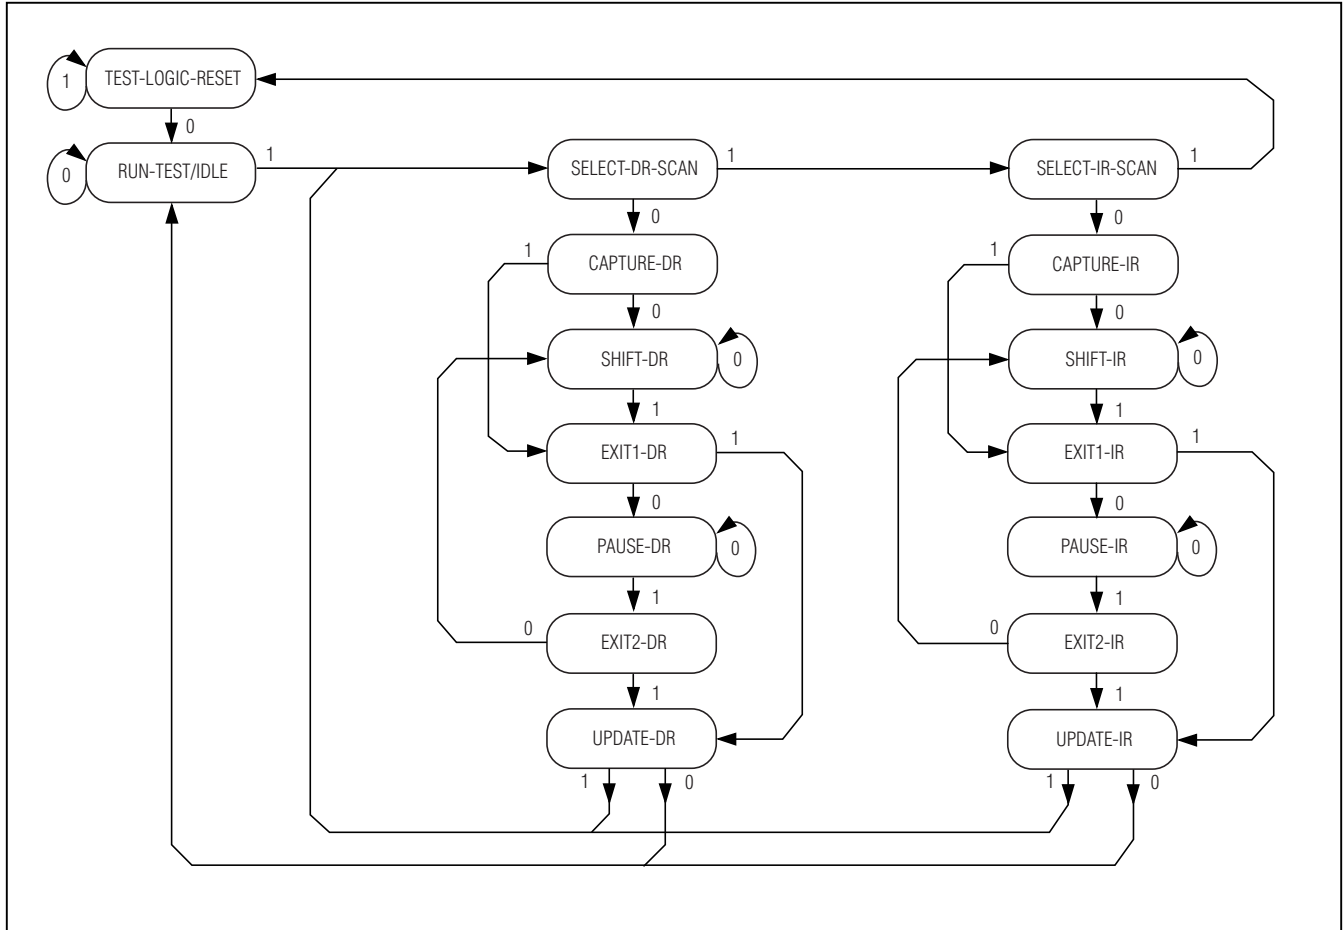 TEST-LOGIC-RESET
1
0
RUN-TEST/IDLE
0
1
SELECT-DR-SCAN
1
SELECT-IR-SCAN
1
0
0
1
CAPTURE-DR
1
CAPTURE-IR
0
0
SHIFT-DR
0
SHIFT-IR
0
1
1
EXIT1-DR
1
EXIT1-IR
1
0
0
PAUSE-DR
0
PAUSE-IR
0
1
1
0
EXIT2-DR
0
EXIT2-IR
1
1
UPDATE-DR
UPDATE-IR
1
0
1
0